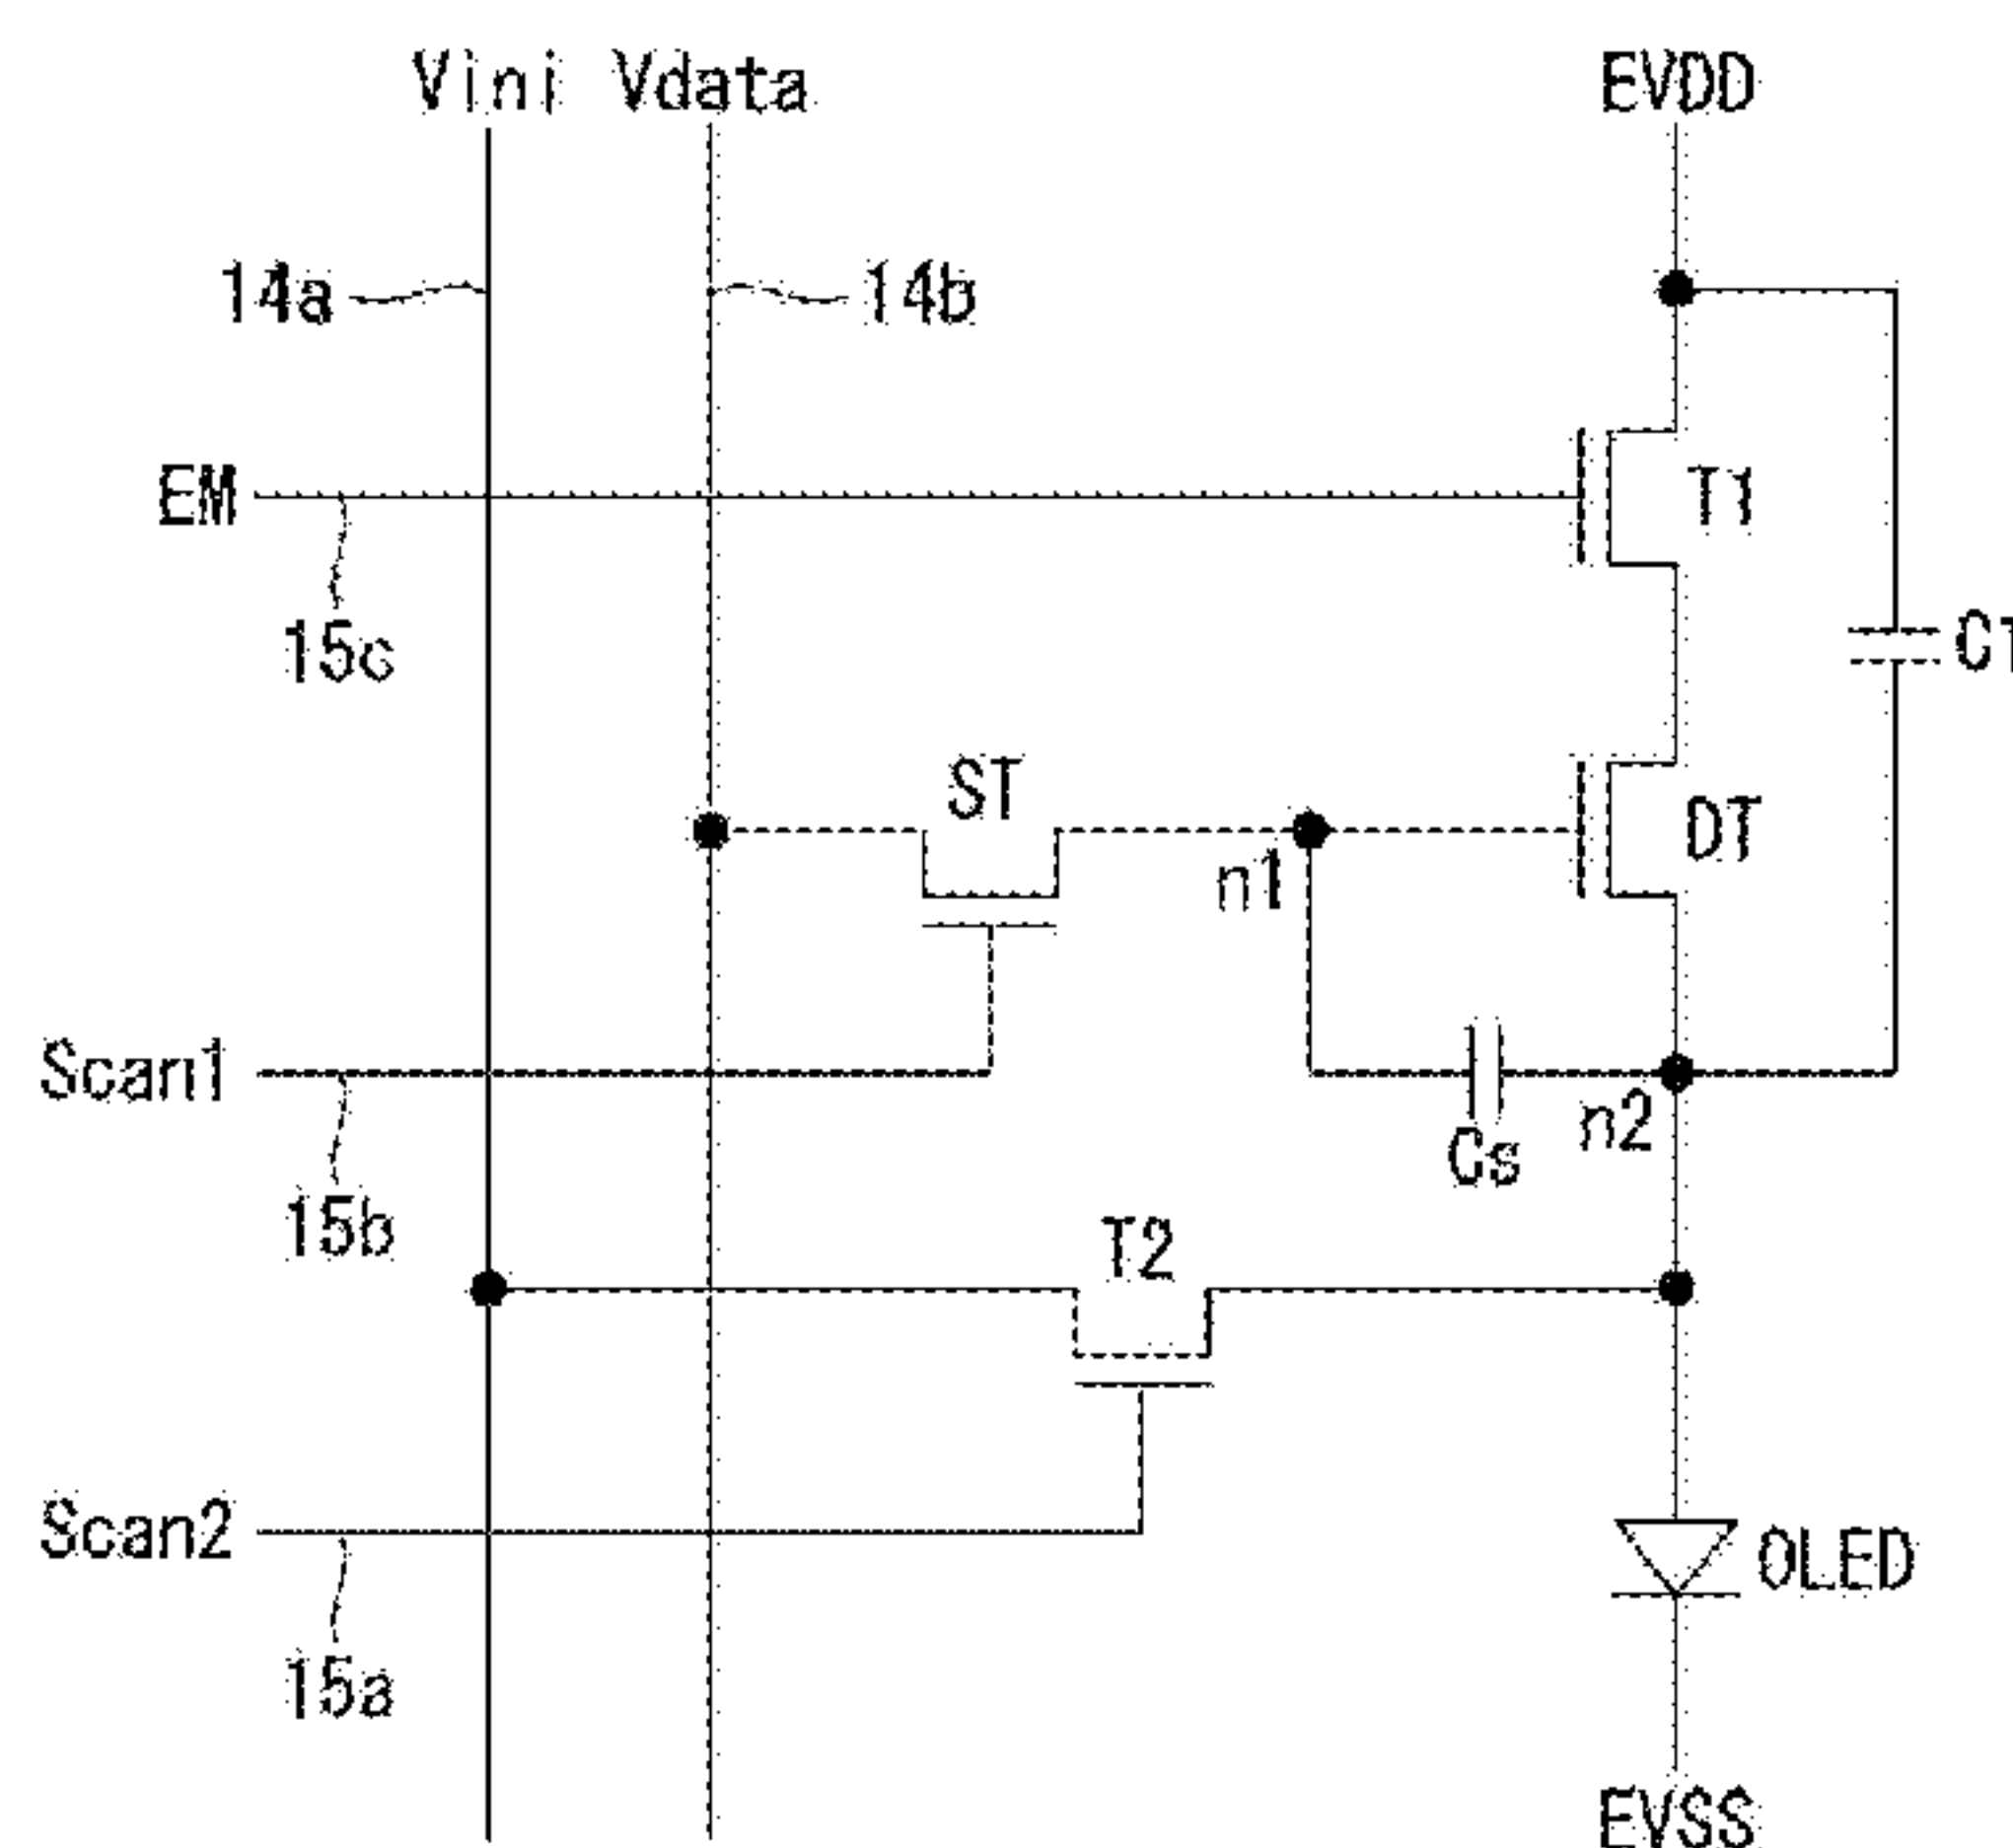 Vini Vdata EVDD
14a 14b
EM T1
15c C1
ST DT
n1
Scan1 n2
Cs
15b T2
Scan2 OLED
15a
EVSS